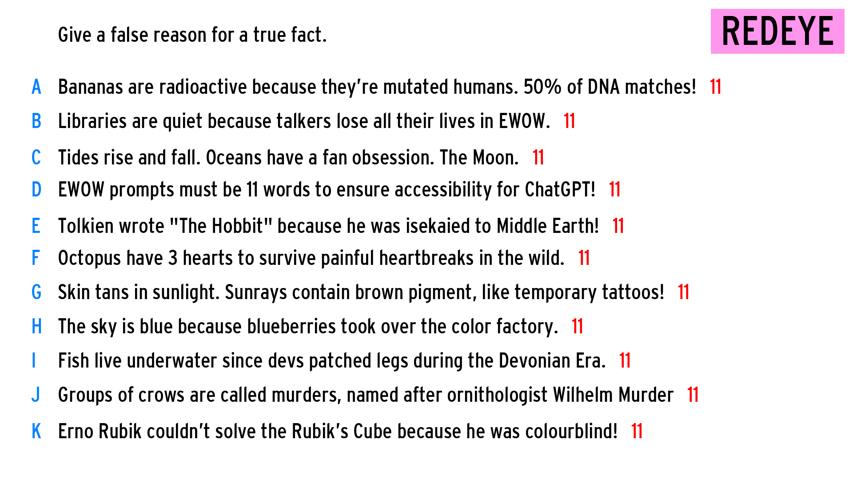 Give a false reason for a true fact.
REDEYE
A Bananas are radioactive because they're mutated humans. 50% of DNA matches! 11
B Libraries are quiet because talkers lose all their lives in EWOW. 11
C Tides rise and fall. Oceans have a fan obsession. The Moon. 11
D EWOW prompts must be 11 words to ensure accessibility for ChatGPT! 11
E Tolkien wrote "The Hobbit" because he was isekaied to Middle Earth! 11
F Octopus have 3 hearts to survive painful heartbreaks in the wild. 11
G Skin tans in sunlight. Sunrays contain brown pigment, like temporary tattoos! 11
H The sky is blue because blueberries took over the color factory. 11
I Fish live underwater since devs patched legs during the Devonian Era. 11
J Groups of crows are called murders, named after ornithologist Wilhelm Murder 11
K Erno Rubik couldn't solve the Rubik's Cube because he was colourblind! 11